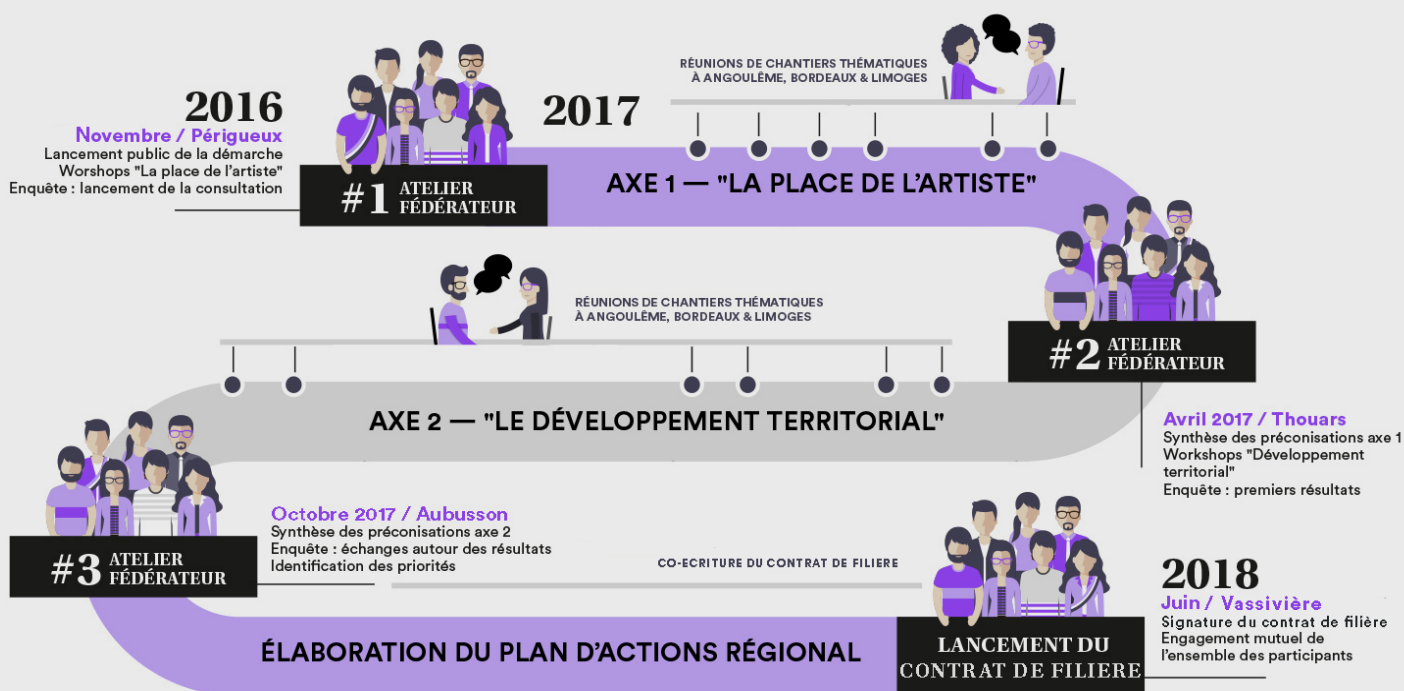 2016
Novembre / Périgueux
Lancement public de la démarche
Worshops "La place de l'artiste"
Enquête : lancement de la consultation
#1 ATELIER
FÉDÉRATEUR
2017
RÉUNIONS DE CHANTIERS THÉMATIQUES
À ANGOULÊME, BORDEAUX & LIMOGES
AXE 1 — "LA PLACE DE L'ARTISTE"
#2 ATELIER
FÉDÉRATEUR
Avril 2017 / Thouars
Synthèse des préconisations axe 1
Workshops "Développement
territorial"
Enquête : premiers résultats
RÉUNIONS DE CHANTIERS THÉMATIQUES
À ANGOULÊME, BORDEAUX & LIMOGES
AXE 2 — "LE DÉVELOPPEMENT TERRITORIAL"
#3 ATELIER
FÉDÉRATEUR
Octobre 2017 / Aubusson
Synthèse des préconisations axe 2
Enquête : échanges autour des résultats
Identification des priorités
CO-ECRITURE DU CONTRAT DE FILIERE
ÉLABORATION DU PLAN D'ACTIONS RÉGIONAL
LANCEMENT DU
CONTRAT DE FILIERE
2018
Juin / Vassivière
Signature du contrat de filière
Engagement mutuel de
l'ensemble des participants